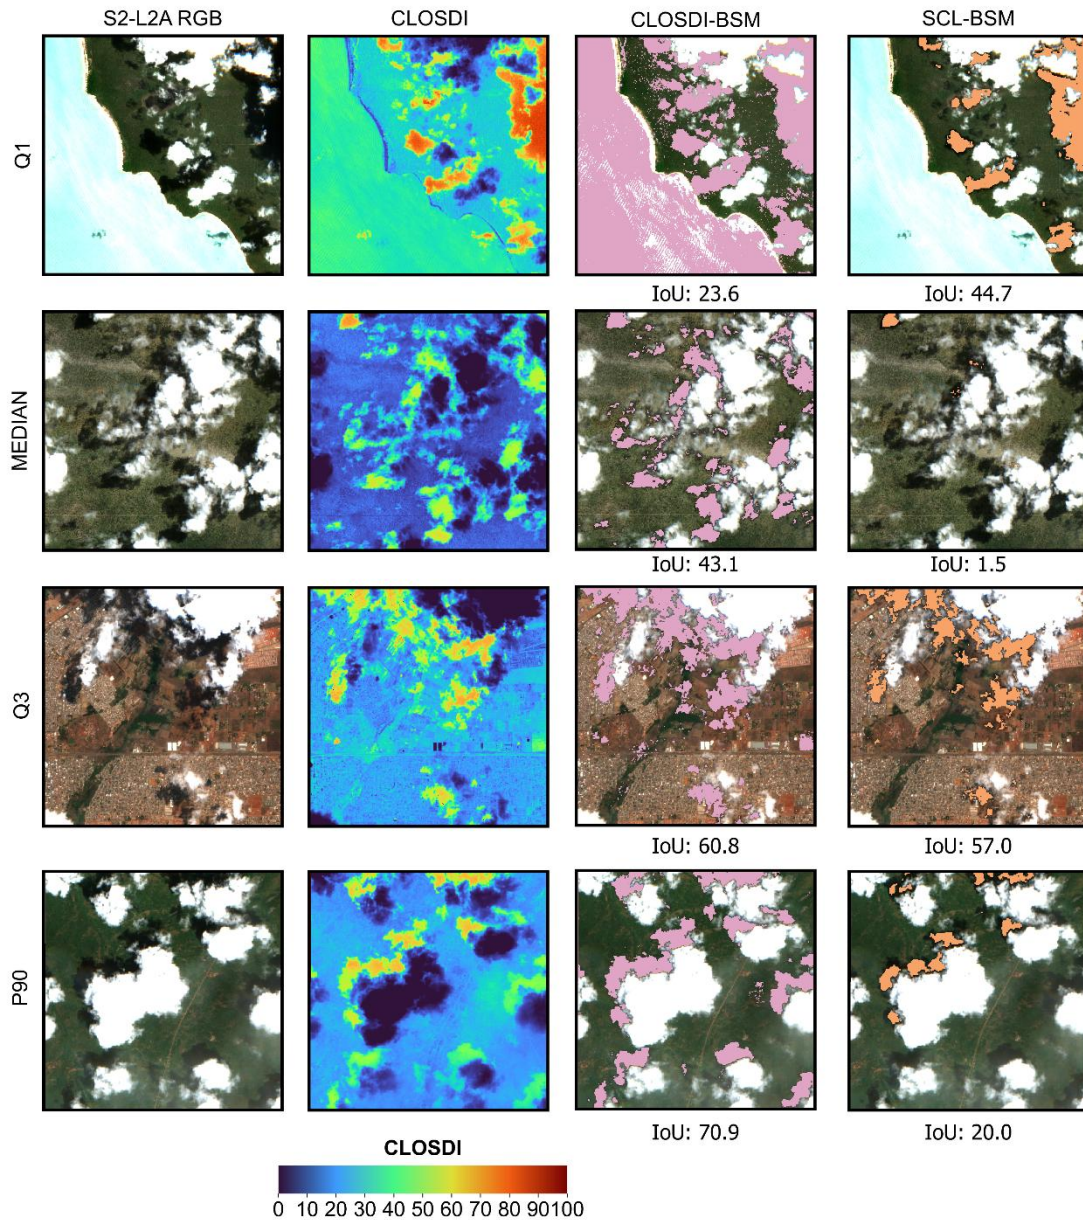 S2-L2A RGB CLOSDI CLOSDI-BSM SCL-BSM
Q1
IoU: 23.6 IoU: 44.7
MEDIAN
IoU: 43.1 IoU: 1.5
Q3
IoU: 60.8 IoU: 57.0
P90
IoU: 70.9 IoU: 20.0
CLOSDI
0 10 20 30 40 50 60 70 80 90 100